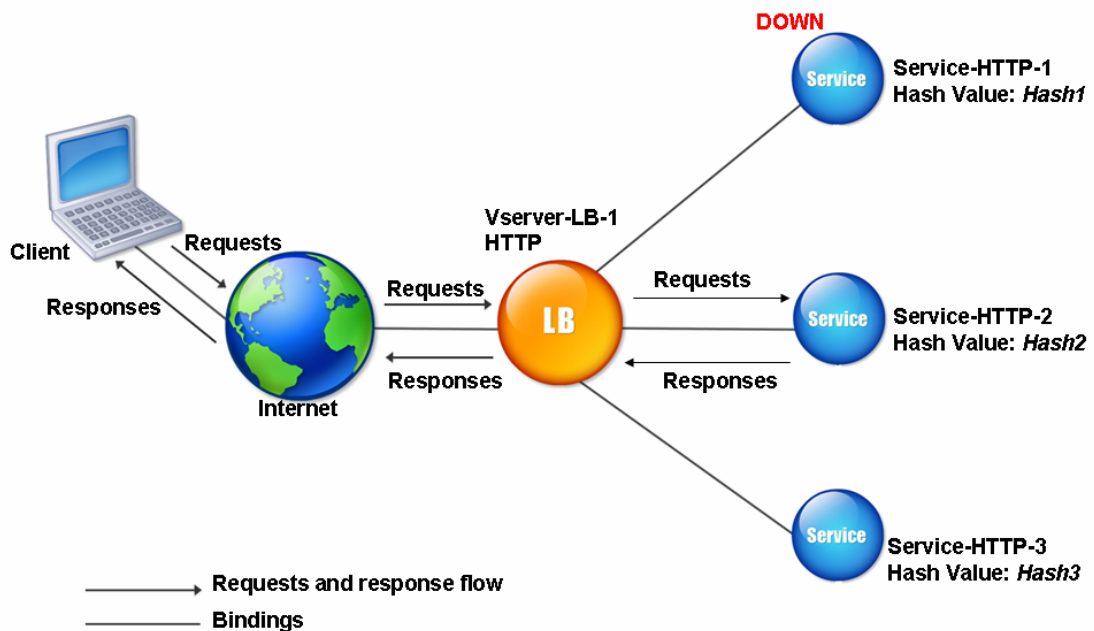 DOWN
Service
Service-HTTP-1
Hash Value: Hash1
Client
Requests
Responses
Internet
Requests
Responses
Vserver-LB-1
HTTP
LB
Requests
Responses
Service
Service-HTTP-2
Hash Value: Hash2
Service
Service-HTTP-3
Hash Value: Hash3
Requests and response flow
Bindings